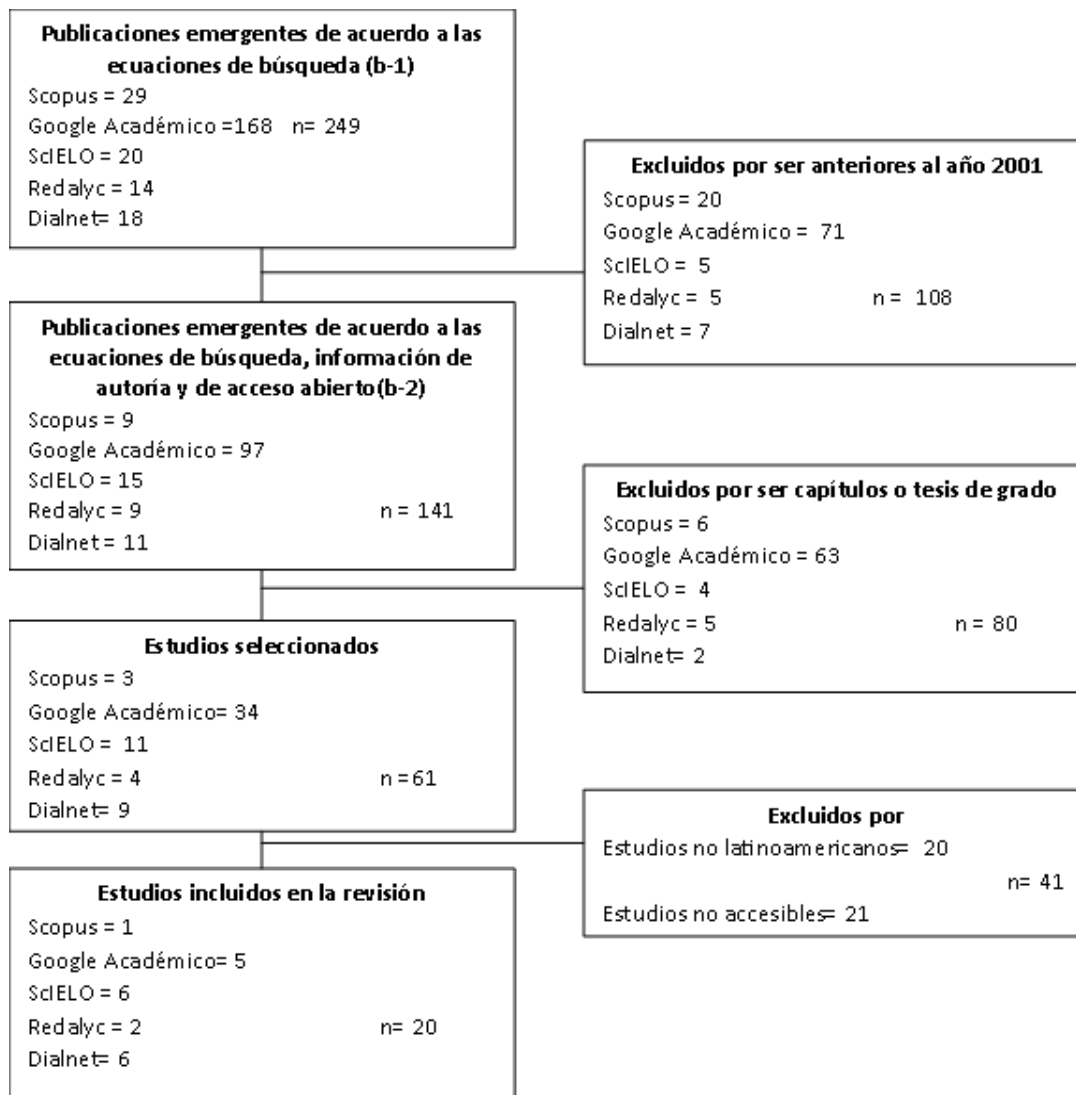 Publicaciones emergentes de acuerdo a las
ecuaciones de búsqueda (b-1)
Scopus = 29
Google Académico =168 n= 249
ScIELO = 20
Redalyc = 14
Dialnet= 18
Excluidos por ser anteriores al año 2001
Scopus = 20
Google Académico = 71
ScIELO = 5
Redalyc = 5 n = 108
Dialnet = 7
Publicaciones emergentes de acuerdo a las
ecuaciones de búsqueda, información de
autoría y de acceso abierto(b-2)
Scopus = 9
Google Académico = 97
ScIELO = 15
Redalyc = 9 n = 141
Dialnet = 11
Excluidos por ser capítulos o tesis de grado
Scopus = 6
Google Académico = 63
ScIELO = 4
Redalyc = 5 n = 80
Dialnet= 2
Estudios seleccionados
Scopus = 3
Google Académico= 34
ScIELO = 11
Redalyc = 4 n =61
Dialnet= 9
Excluidos por
Estudios no latinoamericanos= 20
n= 41
Estudios no accesibles= 21
Estudios incluidos en la revisión
Scopus = 1
Google Académico= 5
ScIELO = 6
Redalyc = 2 n= 20
Dialnet= 6